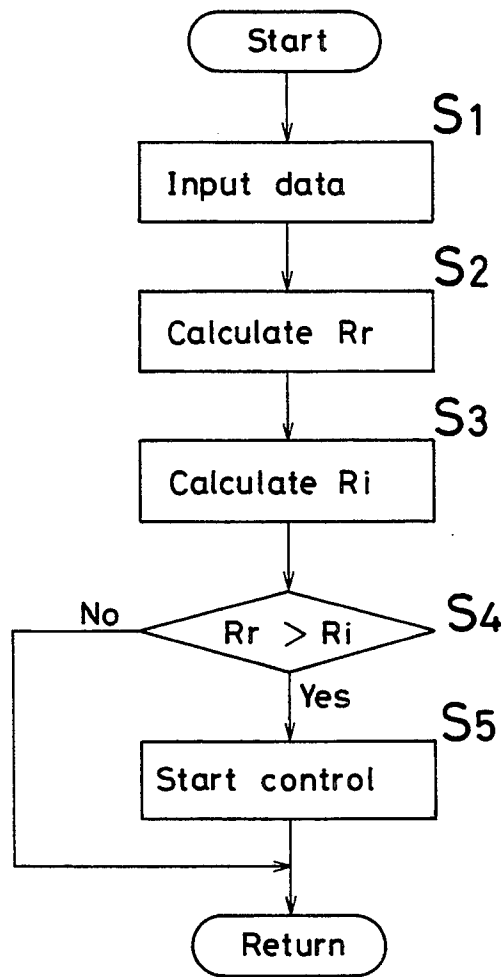 Start
S1
Input data
S2
Calculate Rr
S3
Calculate Ri
S4
No
Rr > Ri
Yes
S5
Start control
Return